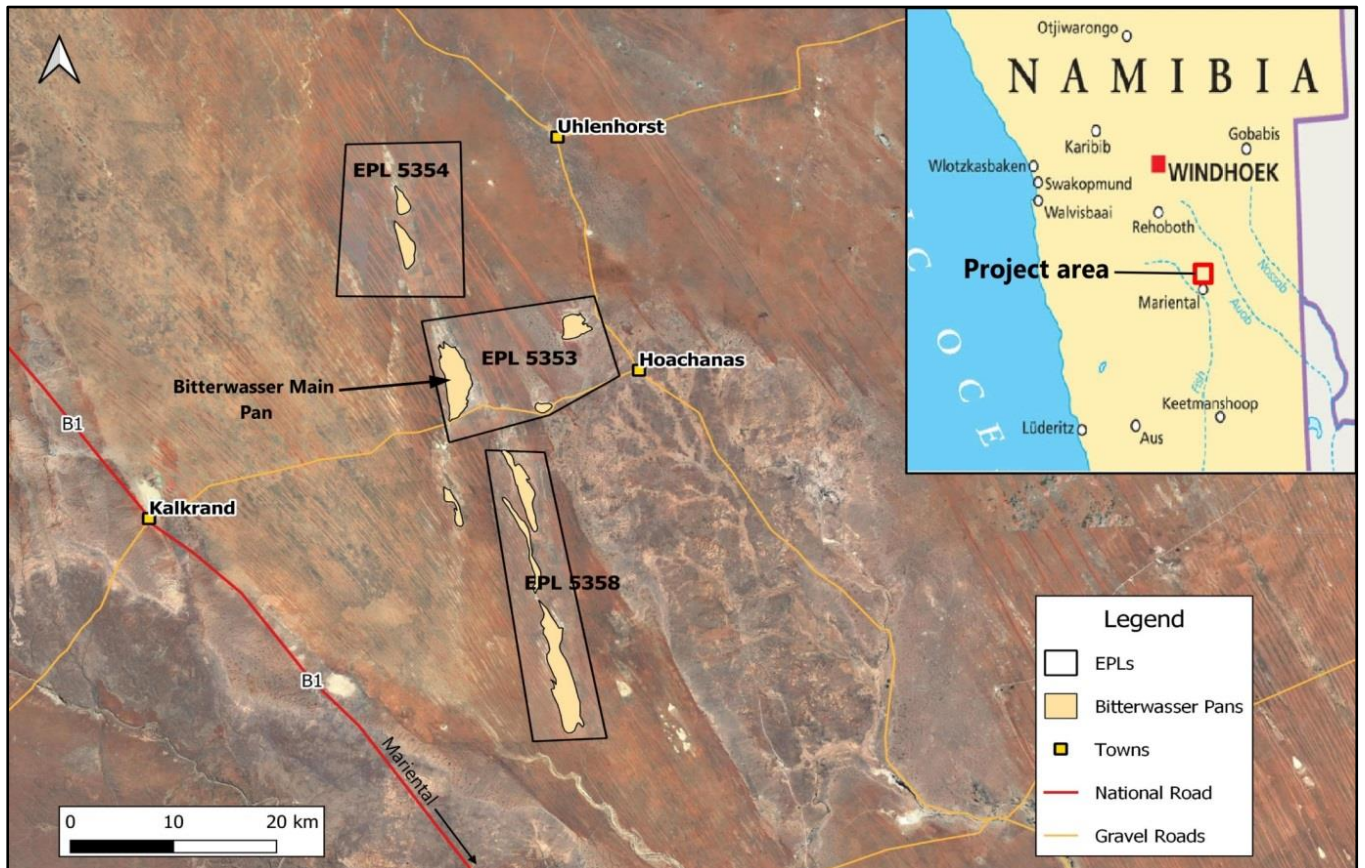 Uhlenhorst
EPL 5354
EPL 5353
Hoachanas
Bitterwasser Main
Pan
B1
Kalkrand
EPL 5358
B1
Mariental
0 10 20 km
Otjiwarongo
NAMIBIA
Karibib
Gobabis
Wlotzkasbaken
WINDHOEK
Swakopmund
Walvisbaai
Rehoboth
Nossob
Project area
Auob
Mariental
C OCE
Fish
Keetmanshoop
Lüderitz
Aus
Legend
EPLs
Bitterwasser Pans
Towns
National Road
Gravel Roads